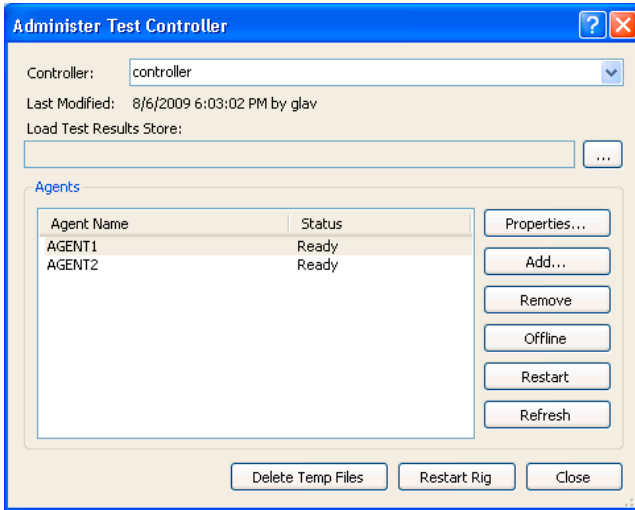 Administer Test Controller
Controller: controller
Last Modified: 8/6/2009 6:03:02 PM by glav
Load Test Results Store:
...
Agents
Agent Name Status
AGENT1 Ready
AGENT2 Ready
Properties...
Add...
Remove
Offline
Restart
Refresh
Delete Temp Files Restart Rig Close